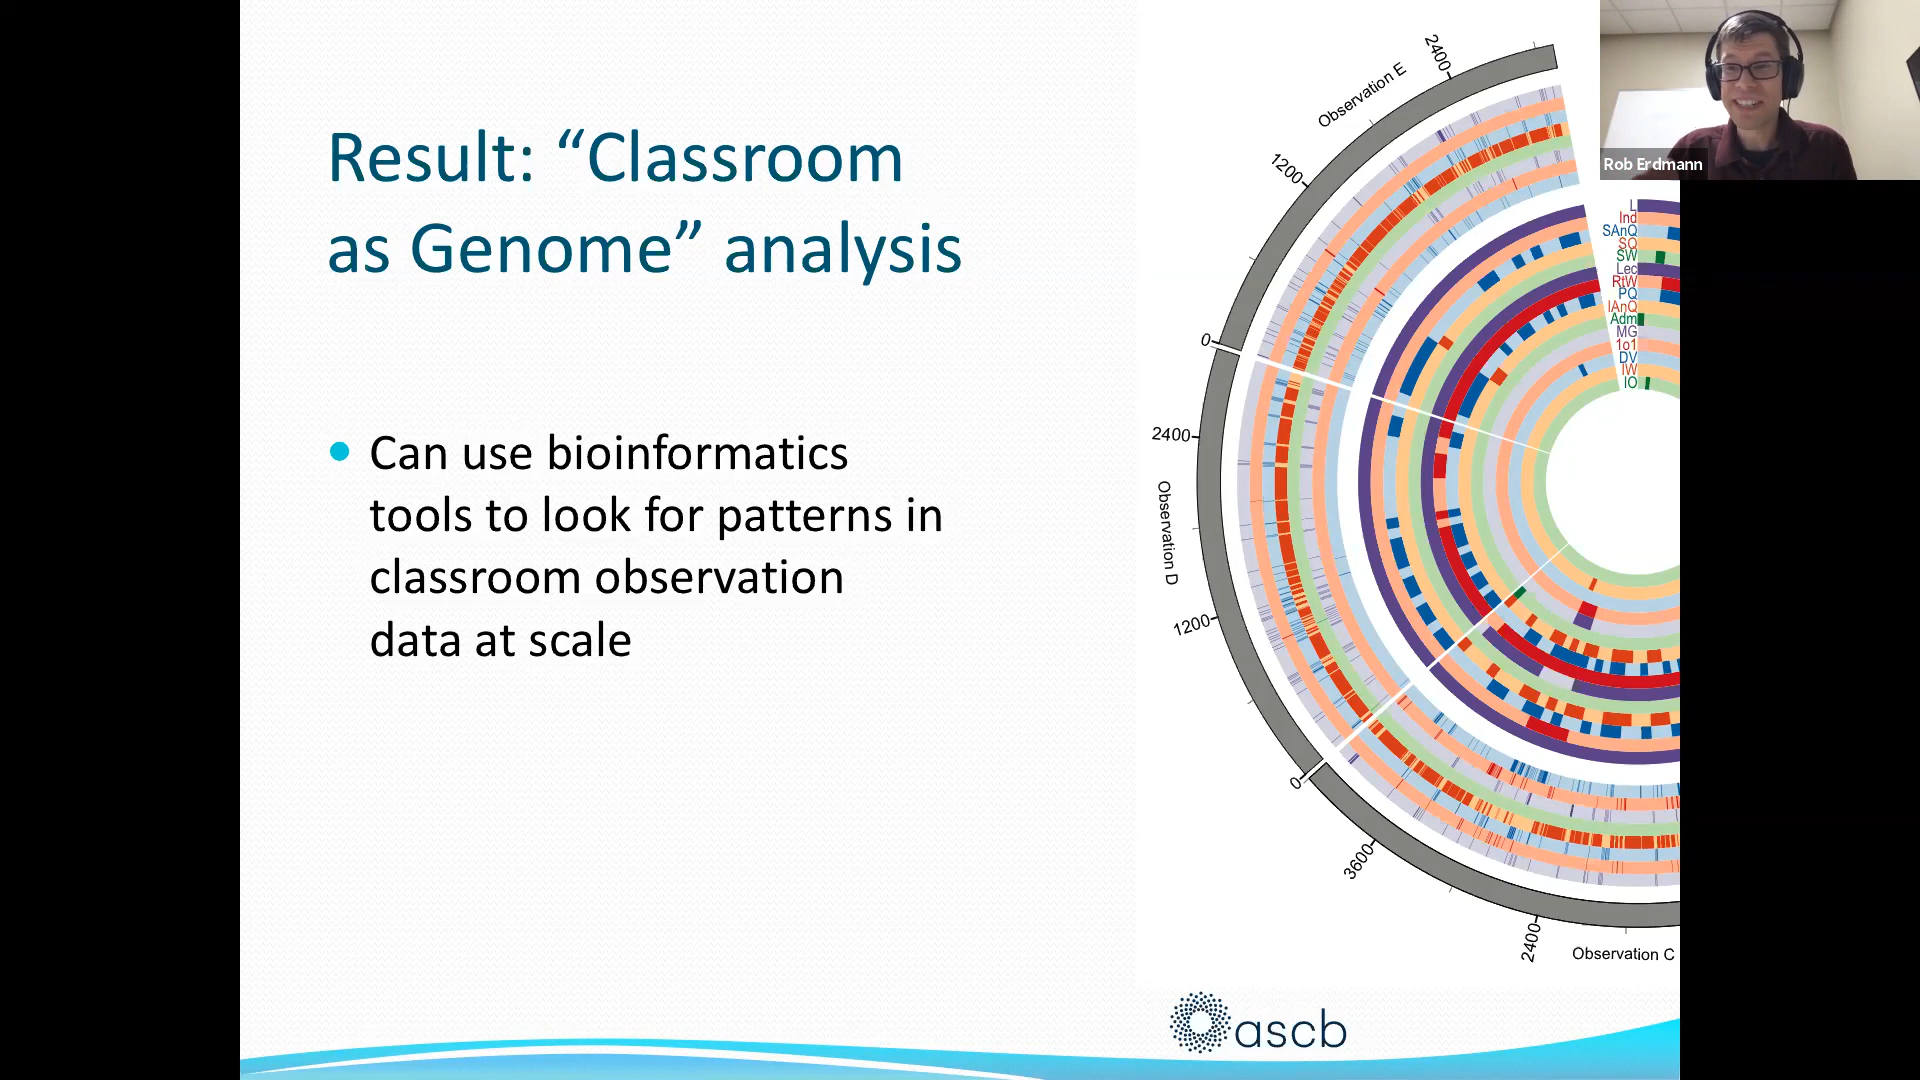 Result: “Classroom
as Genome” analysis
Can use bioinformatics
tools to look for patterns in
classroom observation
data at scale
Rob Erdmann
2400
Observation E
1200
0
2400
Observation D
1200
0
3600
2400
Observation C
L
Ind
SAnQ
SQ
SW
Lec
RtW
PQ
IAnQ
Adm
MG
1o1
DV
IW
IO
ascb